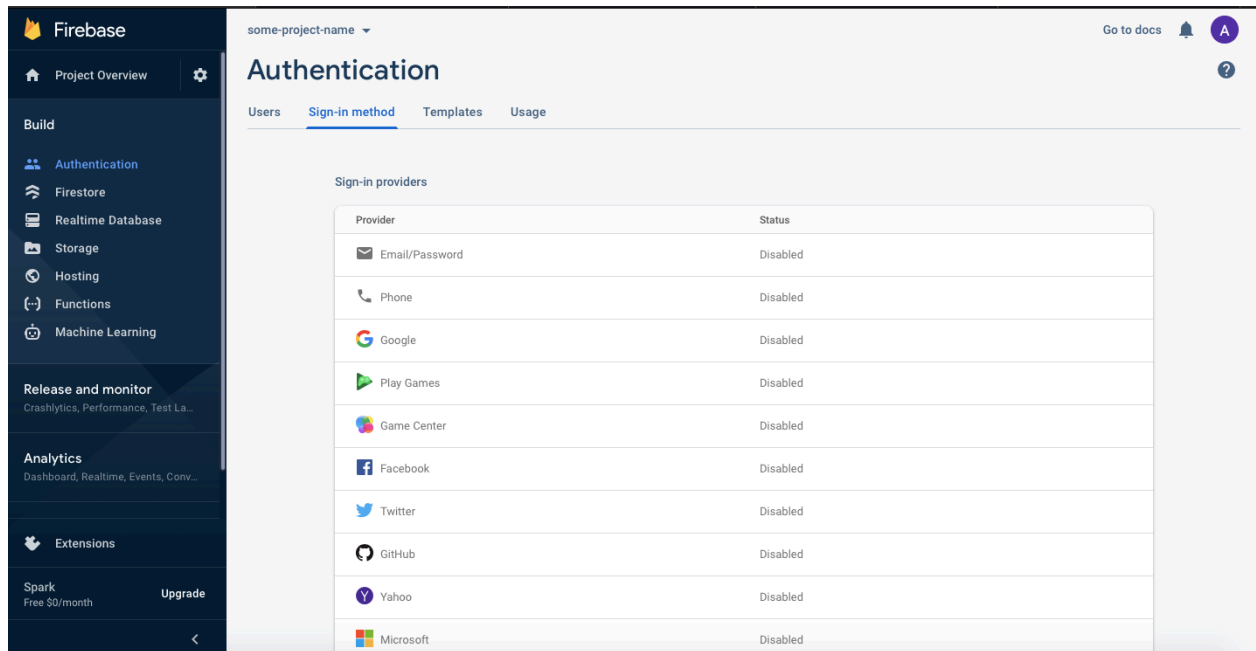 Firebase
some-project-name
Go to docs
A
Project Overview
Authentication
Users Sign-in method Templates Usage
Build
Authentication
Firestore
Realtime Database
Storage
Hosting
Functions
Machine Learning
Release and monitor
Crashlytics, Performance, Test La...
Analytics
Dashboard, Realtime, Events, Conv...
Extensions
Spark
Free $0/month
Upgrade
Sign-in providers
Provider Status
Email/Password Disabled
Phone Disabled
Google Disabled
Play Games Disabled
Game Center Disabled
Facebook Disabled
Twitter Disabled
GitHub Disabled
Yahoo Disabled
Microsoft Disabled